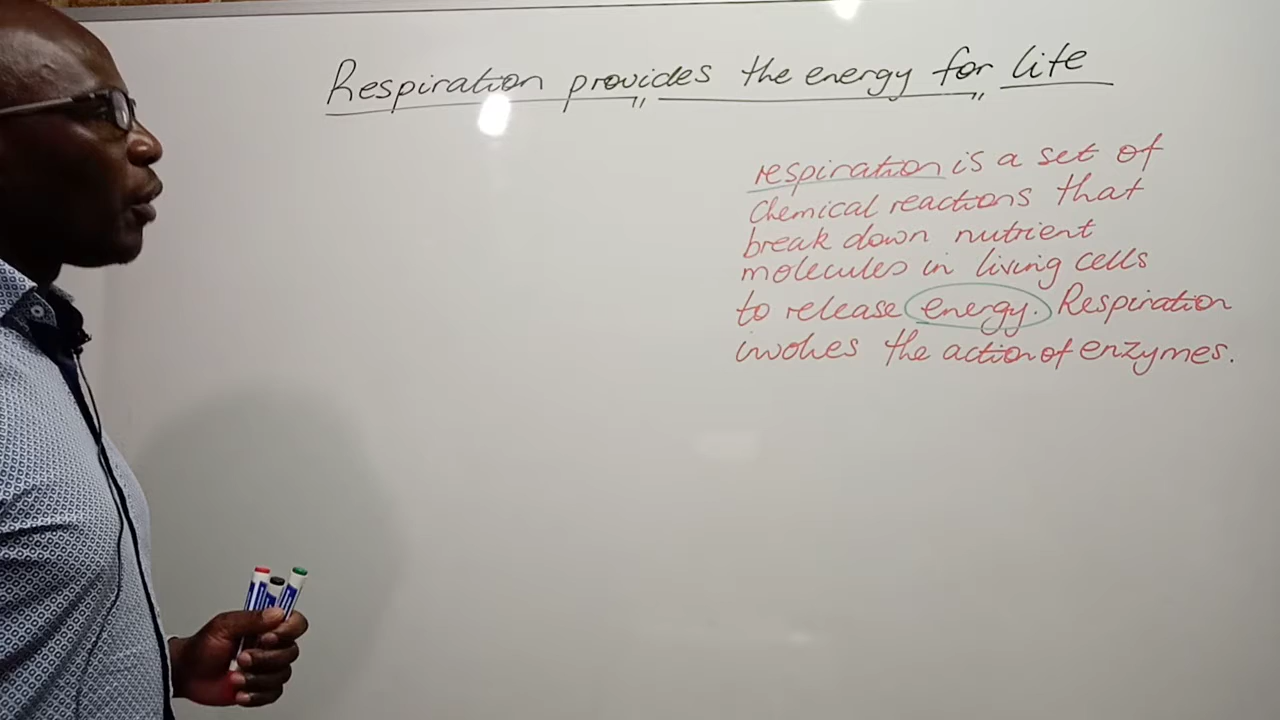 Respiration provides the energy for life
respiration is a set of
chemical reactions that
break down nutrient
molecules in living cells
to release energy. Respiration
involves the action of enzymes.